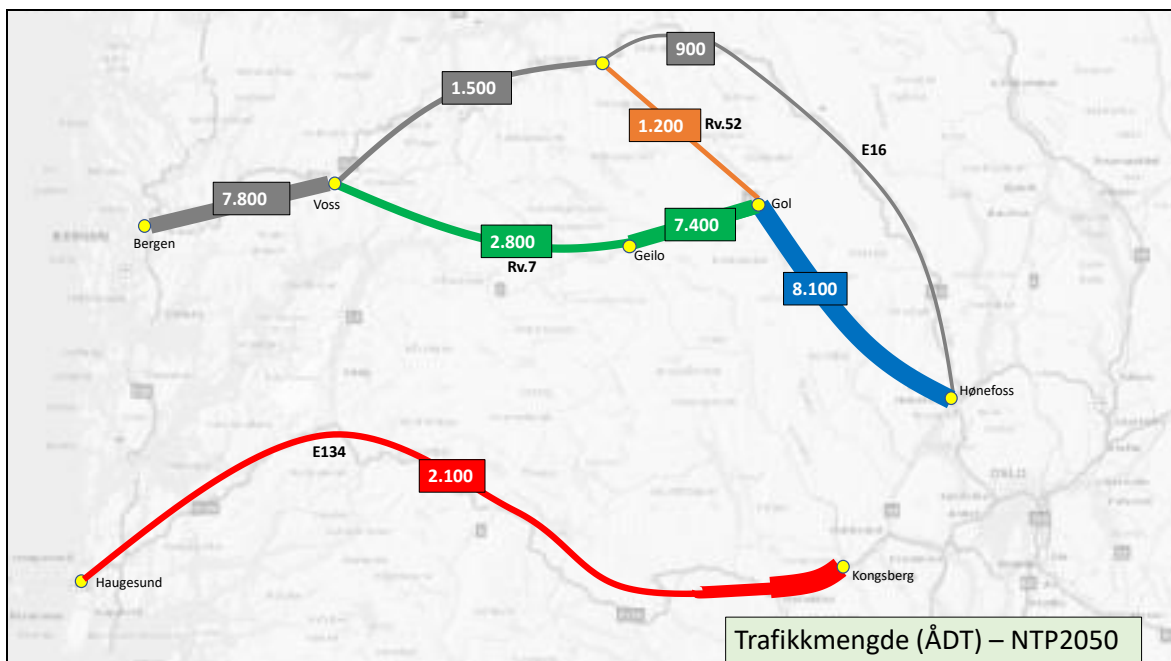 900
1.500
1.200
Rv.52
E16
7.800
Voss
Gol
Bergen
7.400
2.800
Geilo
Rv.7
8.100
Hønefoss
E134
2.100
Haugesund
Kongsberg
Trafikkmengde (ÅDT) – NTP2050